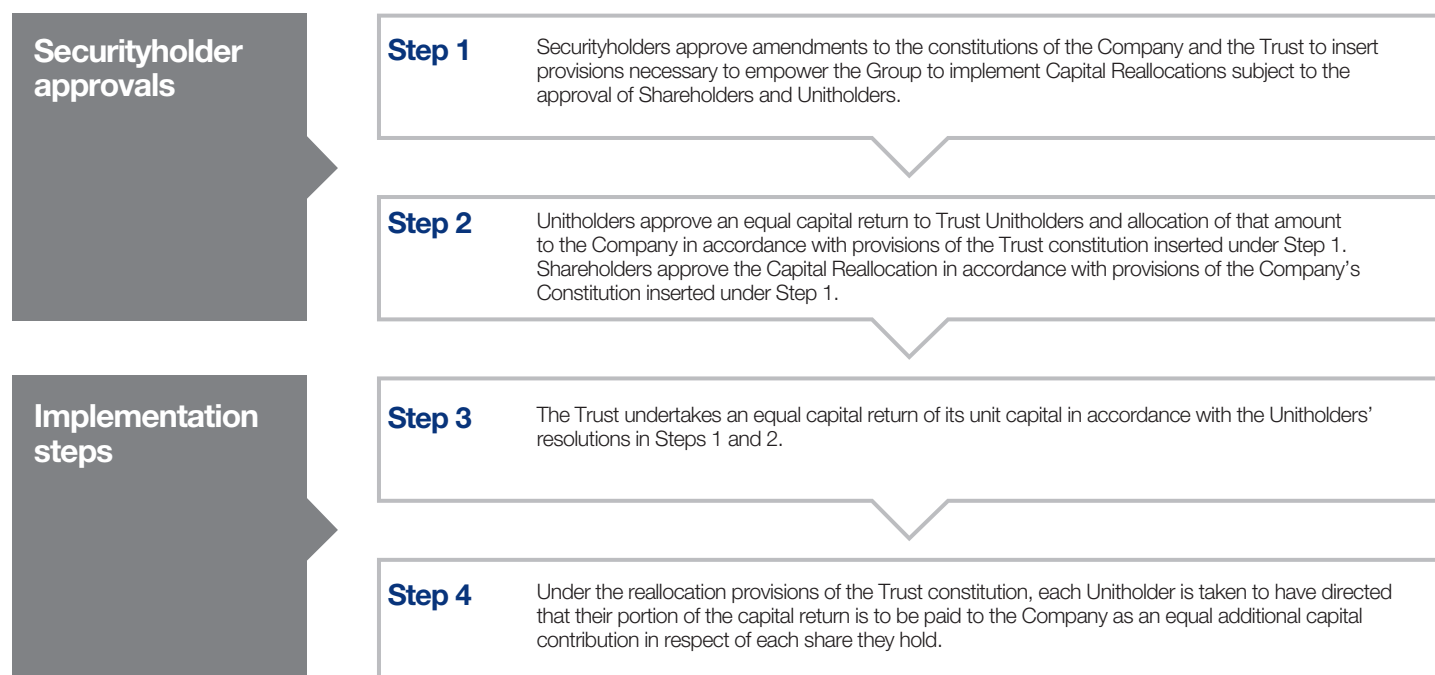 Securityholder
approvals
Step 1
Securityholders approve amendments to the constitutions of the Company and the Trust to insert
provisions necessary to empower the Group to implement Capital Reallocations subject to the
approval of Shareholders and Unitholders.
Step 2
Unitholders approve an equal capital return to Trust Unitholders and allocation of that amount
to the Company in accordance with provisions of the Trust constitution inserted under Step 1.
Shareholders approve the Capital Reallocation in accordance with provisions of the Company’s
Constitution inserted under Step 1.
Implementation
steps
Step 3
The Trust undertakes an equal capital return of its unit capital in accordance with the Unitholders’
resolutions in Steps 1 and 2.
Step 4
Under the reallocation provisions of the Trust constitution, each Unitholder is taken to have directed
that their portion of the capital return is to be paid to the Company as an equal additional capital
contribution in respect of each share they hold.